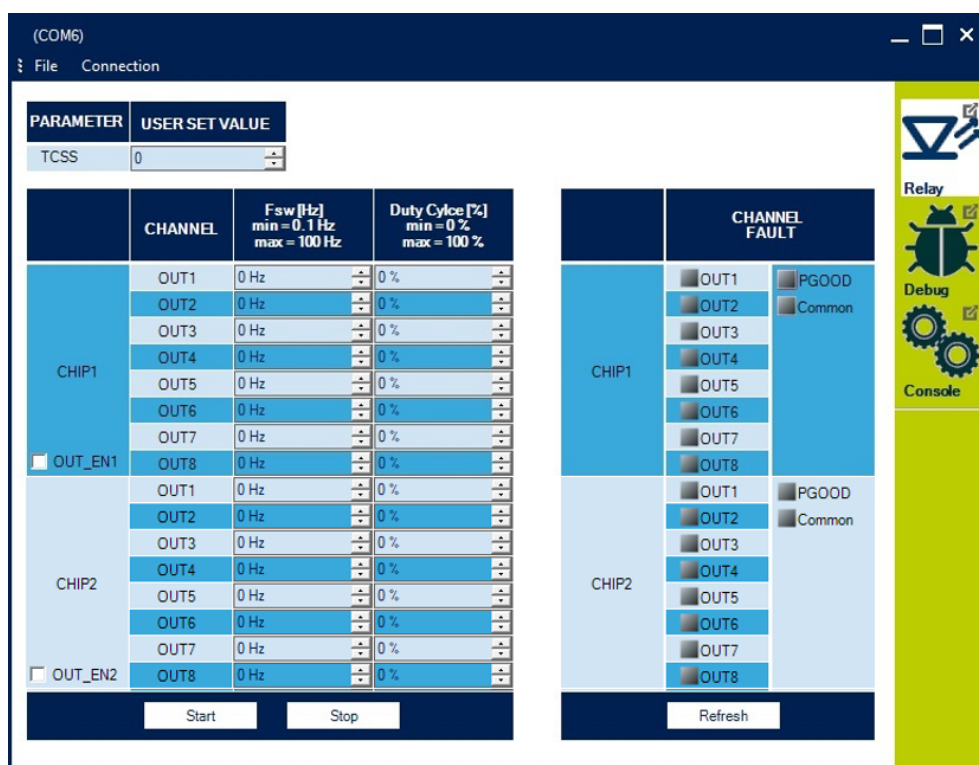 (COM6)
File Connection
PARAMETER USER SET VALUE
TCSS 0
CHANNEL Fsw [Hz] min = 0.1 Hz max = 100 Hz Duty Cylce [%] min = 0 % max = 100 %
CHIP1
OUT1 0 Hz 0 %
OUT2 0 Hz 0 %
OUT3 0 Hz 0 %
OUT4 0 Hz 0 %
OUT5 0 Hz 0 %
OUT6 0 Hz 0 %
OUT7 0 Hz 0 %
OUT_EN1 OUT8 0 Hz 0 %
CHIP2
OUT1 0 Hz 0 %
OUT2 0 Hz 0 %
OUT3 0 Hz 0 %
OUT4 0 Hz 0 %
OUT5 0 Hz 0 %
OUT6 0 Hz 0 %
OUT7 0 Hz 0 %
OUT_EN2 OUT8 0 Hz 0 %
Start Stop
CHANNEL
FAULT
CHIP1
OUT1 PGOOD
OUT2 Common
OUT3
OUT4
OUT5
OUT6
OUT7
OUT8
CHIP2
OUT1 PGOOD
OUT2 Common
OUT3
OUT4
OUT5
OUT6
OUT7
OUT8
Refresh
Relay
Debug
Console